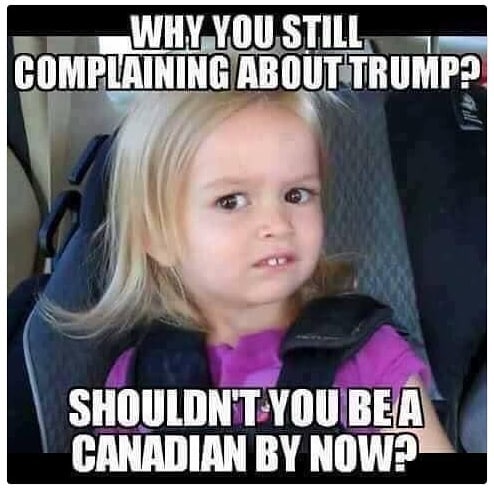 WHY YOU STILL
COMPLAINING ABOUT TRUMP?
SHOULDN'T YOU BE A
CANADIAN BY NOW?